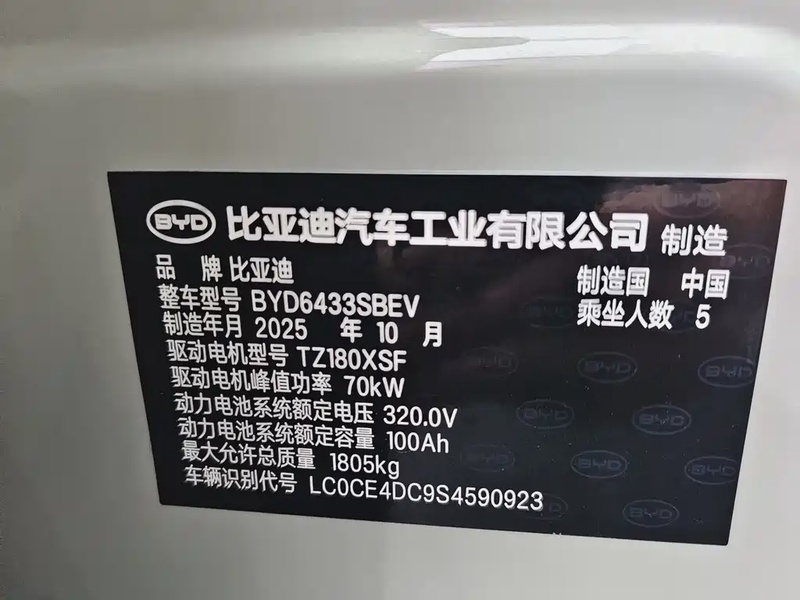 BYD 比亚迪汽车工业有限公司 制造
品 牌 比亚迪 制造国 中国
整车型号 BYD6433SBEV 乘坐人数 5
制造年月 2025 年 10 月
驱动电机型号 TZ180XSF
驱动电机峰值功率 70kW
动力电池系统额定电压 320.0V
动力电池系统额定容量 100Ah
最大允许总质量 1805kg
车辆识别代号 LC0CE4DC9S4590923